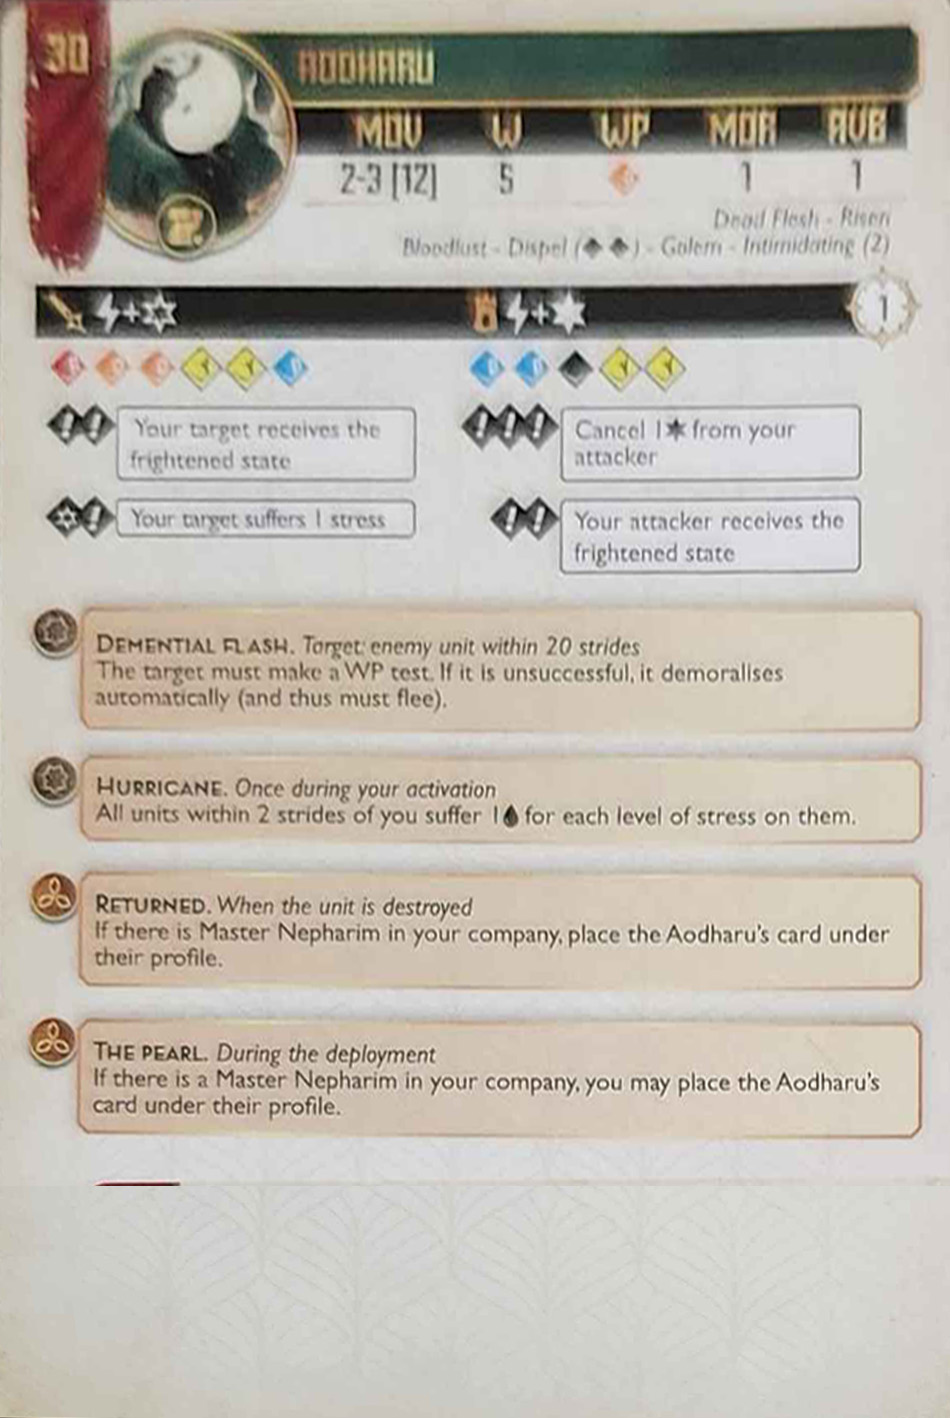 30
AODHARU
MOV W WP MOR AVB
2-3 [12] 5 1 1
Dead Flesh - Risen
Bloodlust - Dispel ( ) - Golem - Intimidating (2)
+ + 1
Your target receives the
frightened state
Your target suffers 1 stress
Cancel 1 from your
attacker
Your attacker receives the
frightened state
DEMENTIAL FLASH. Target: enemy unit within 20 strides
The target must make a WP test. If it is unsuccessful, it demoralises
automatically (and thus must flee).
HURRICANE. Once during your activation
All units within 2 strides of you suffer 1 for each level of stress on them.
RETURNED. When the unit is destroyed
If there is Master Nepharim in your company, place the Aodharu's card under
their profile.
THE PEARL. During the deployment
If there is a Master Nepharim in your company, you may place the Aodharu's
card under their profile.